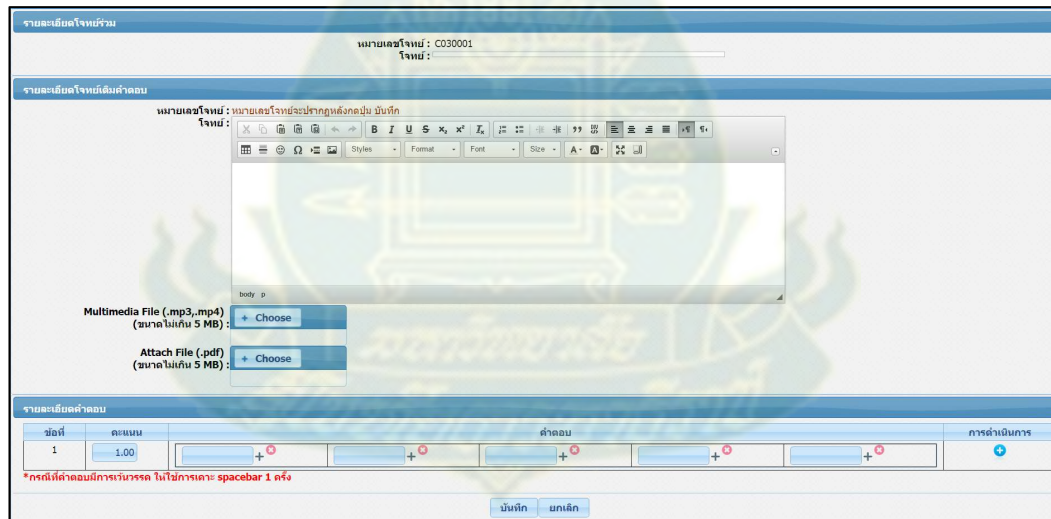 รายละเอียดโจทย์ร่วม
หมายเลขโจทย์ : C030001
โจทย์ :
รายละเอียดโจทย์เติมคำตอบ
หมายเลขโจทย์ : หมายเลขโจทย์จะปรากฏหลังกดปุ่ม บันทึก
โจทย์ :
Styles Format Font Size
body p
Multimedia File (.mp3,.mp4)
(ขนาดไม่เกิน 5 MB) :
+ Choose
Attach File (.pdf)
(ขนาดไม่เกิน 5 MB) :
+ Choose
รายละเอียดคำตอบ
ข้อที่ คะแนน คำตอบ การดำเนินการ
1 1.00 + + + + +
*กรณีที่คำตอบมีการเว้นวรรค ให้ใช้การเคาะ spacebar 1 ครั้ง
บันทึก ยกเลิก